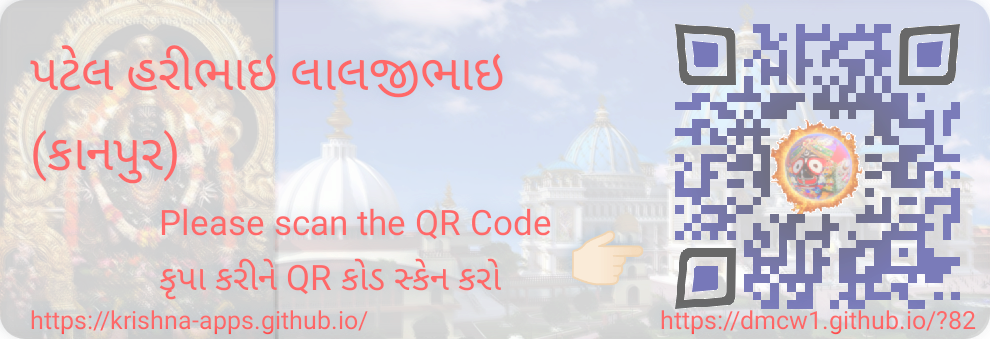 પટેલ હરીભાઇ લાલજીભાઇ
(કાનપુર)
Please scan the QR Code
કૃપા કરીને QR કોડ સ્કેન કરો
https://krishna-apps.github.io/
https://dmcw1.github.io/?82